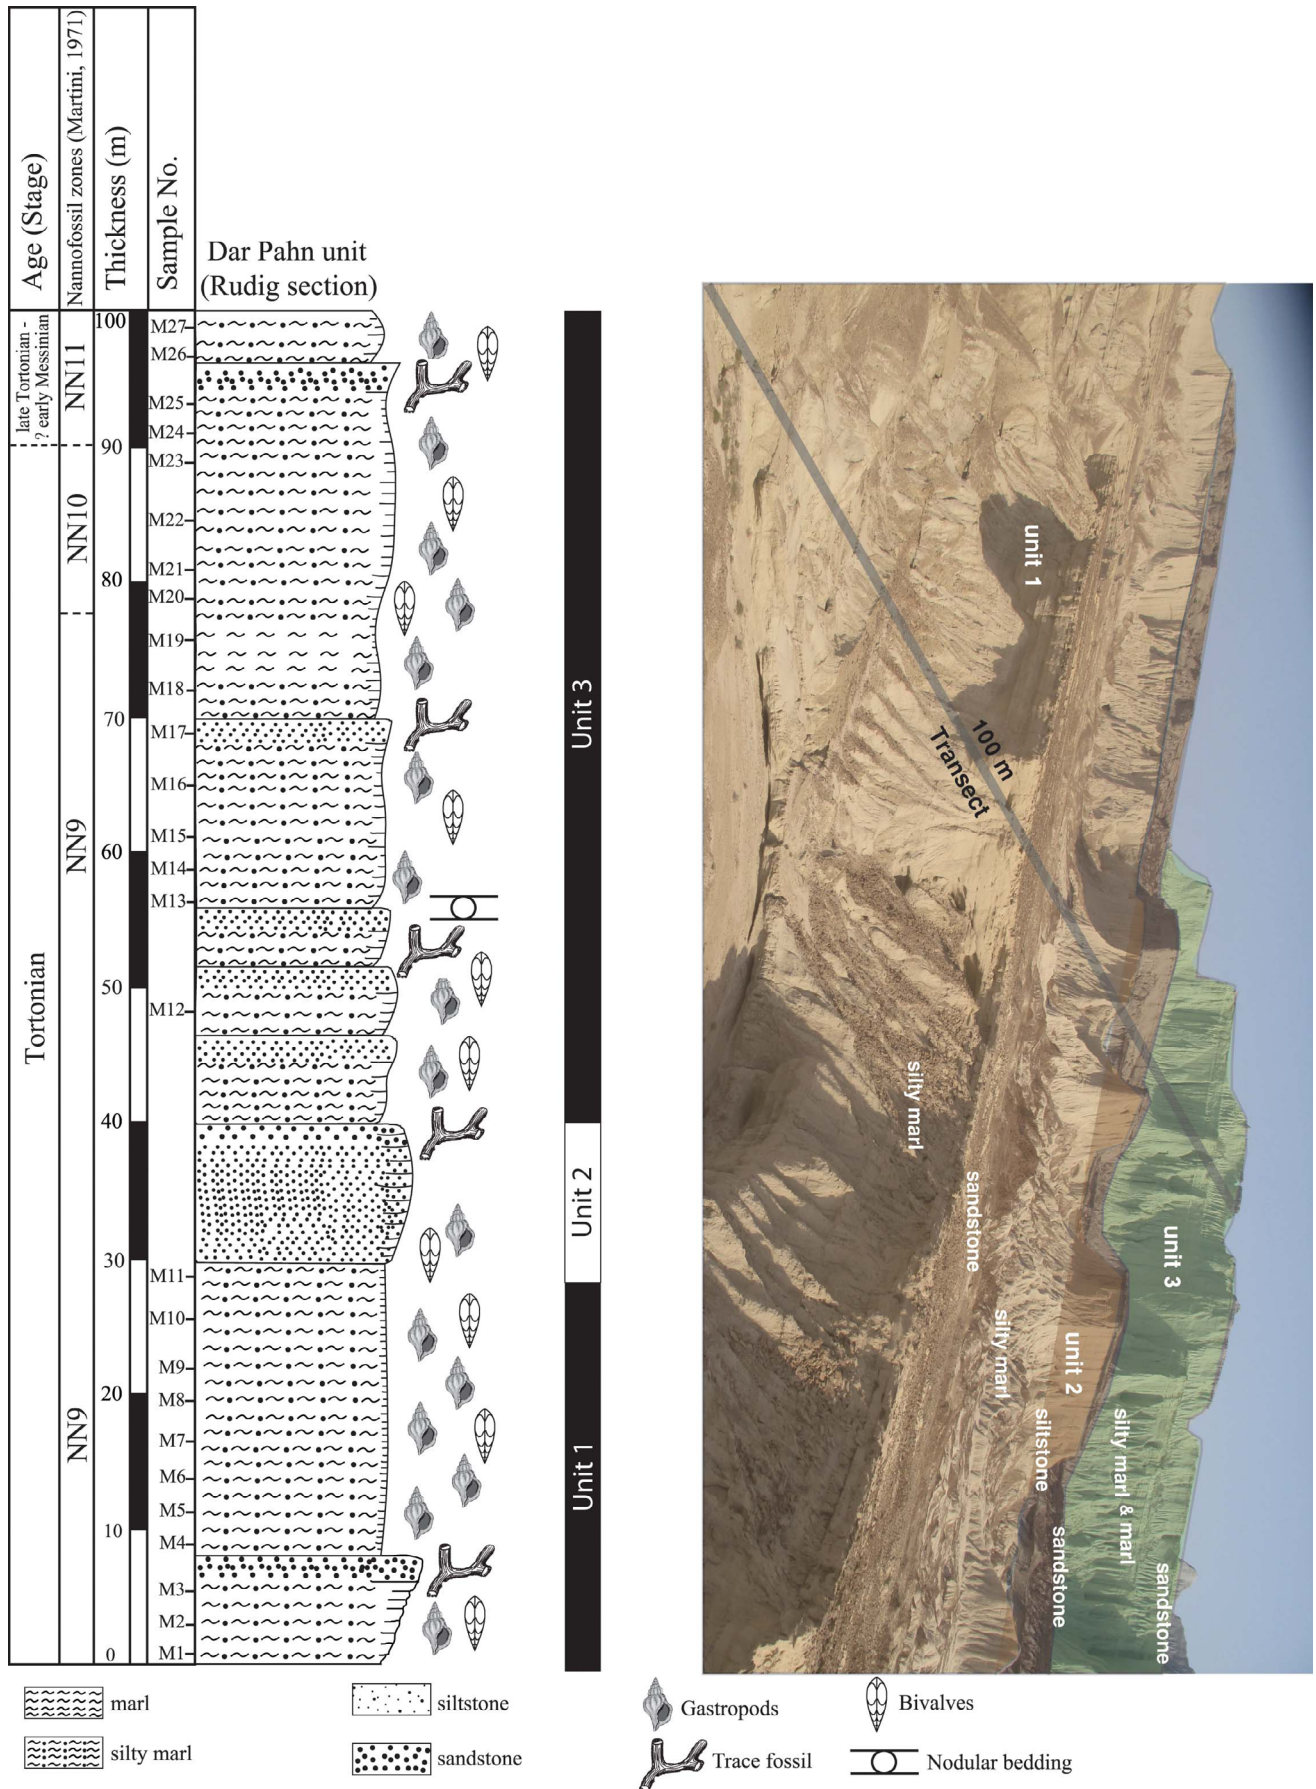 Age (Stage)
Nannofossil zones (Martini, 1971)
Thickness (m)
Sample No.
Dar Pahn unit
(Rudig section)
late Tortonian -
? early Messinian
Tortonian
NN11
NN10
NN9
NN9
100
90
80
70
60
50
40
30
20
10
0
M27
M26
M25
M24
M23
M22
M21
M20
M19
M18
M17
M16
M15
M14
M13
M12
M11
M10
M9
M8
M7
M6
M5
M4
M3
M2
M1
Unit 3
Unit 2
Unit 1
unit 1
100 m
Transect
silty marl
sandstone
unit 3
silty marl
unit 2
siltstone
silty marl & marl
sandstone
sandstone
marl
silty marl
siltstone
sandstone
Gastropods
Trace fossil
Bivalves
Nodular bedding